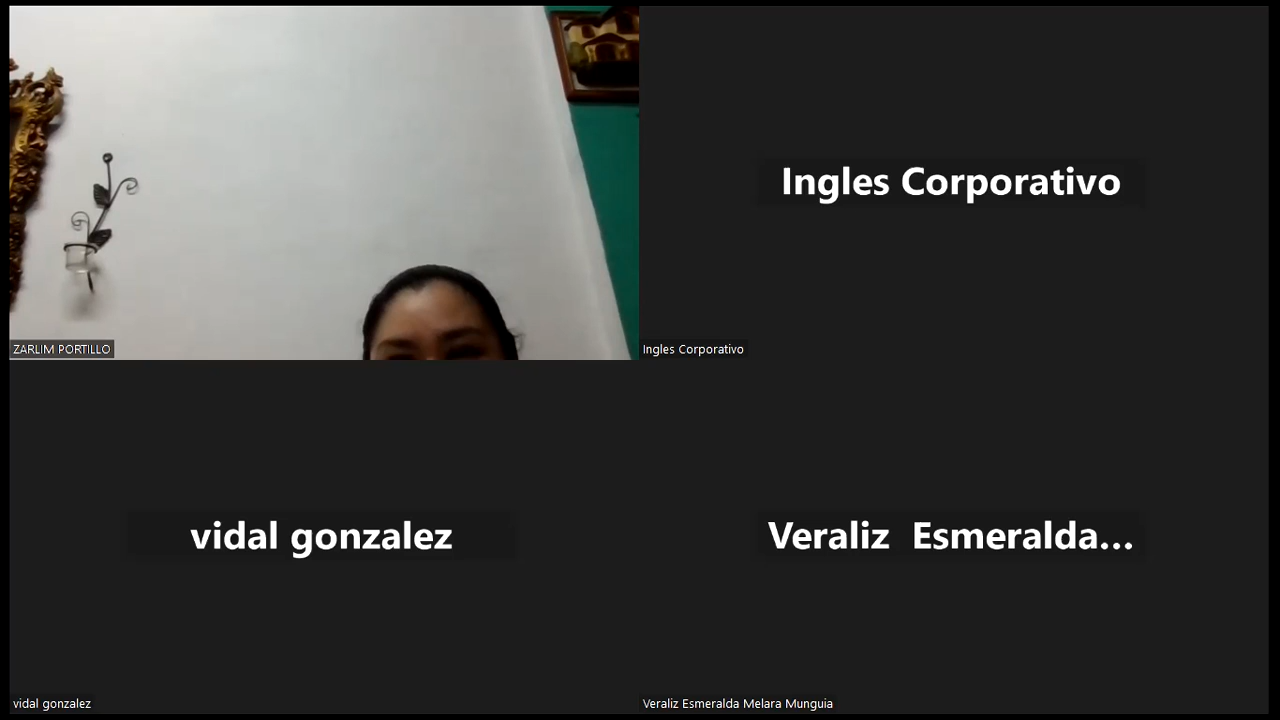 Ingles Corporativo
ZARLIM PORTILLO
Ingles Corporativo
vidal gonzalez
Veraliz Esmeralda...
vidal gonzalez
Veraliz Esmeralda Melara Munguia